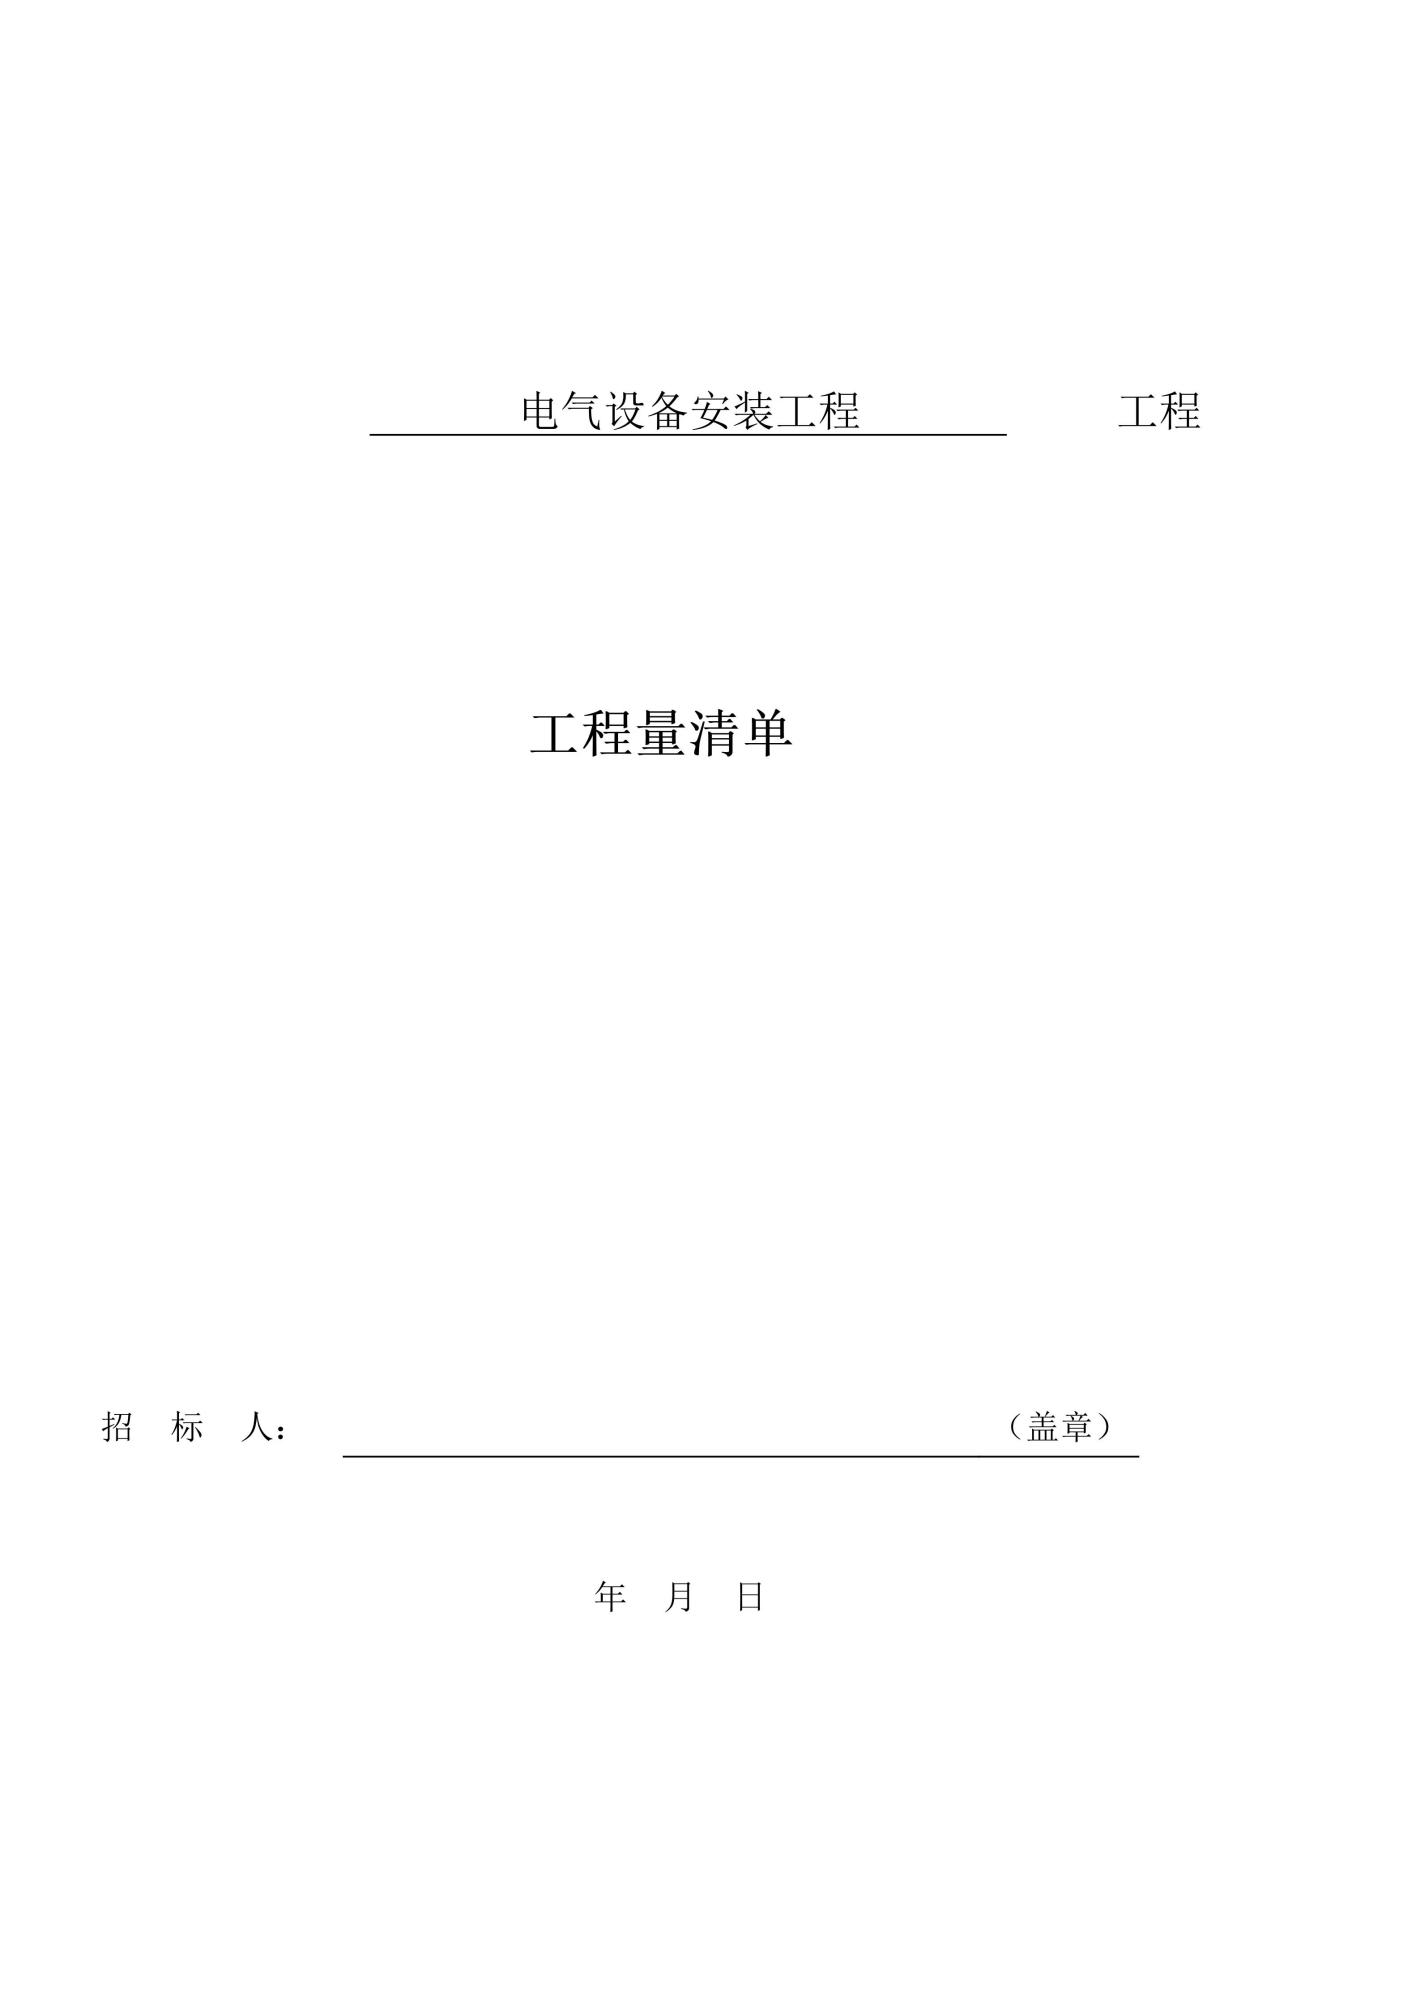 电气设备安装工程 工程
工程量清单
招 标 人： （盖章）
年 月 日